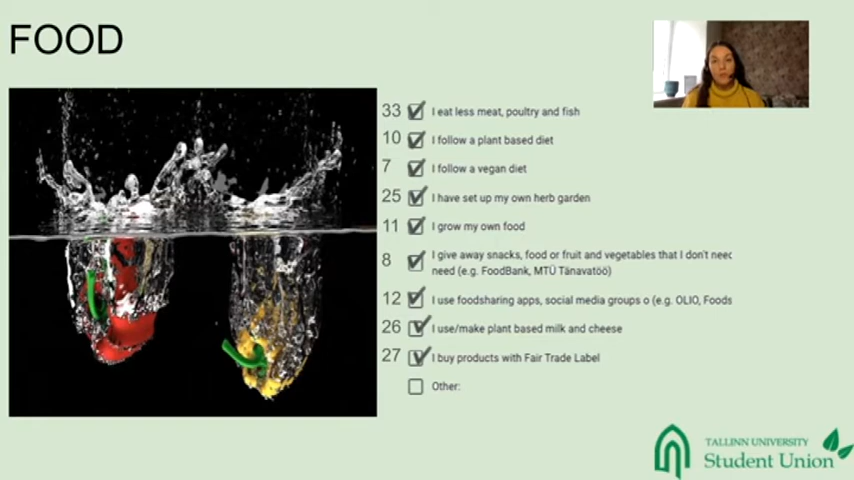 FOOD
33 I eat less meat, poultry and fish
10 I follow a plant based diet
7 I follow a vegan diet
25 I have set up my own herb garden
11 I grow my own food
8 I give away snacks, food or fruit and vegetables that I don't need
need (e.g. FoodBank, MTÜ Tänavatöö)
12 I use foodsharing apps, social media groups o (e.g. OLIO, Foods
26 I use/make plant based milk and cheese
27 I buy products with Fair Trade Label
Other:
TALLINN UNIVERSITY
Student Union